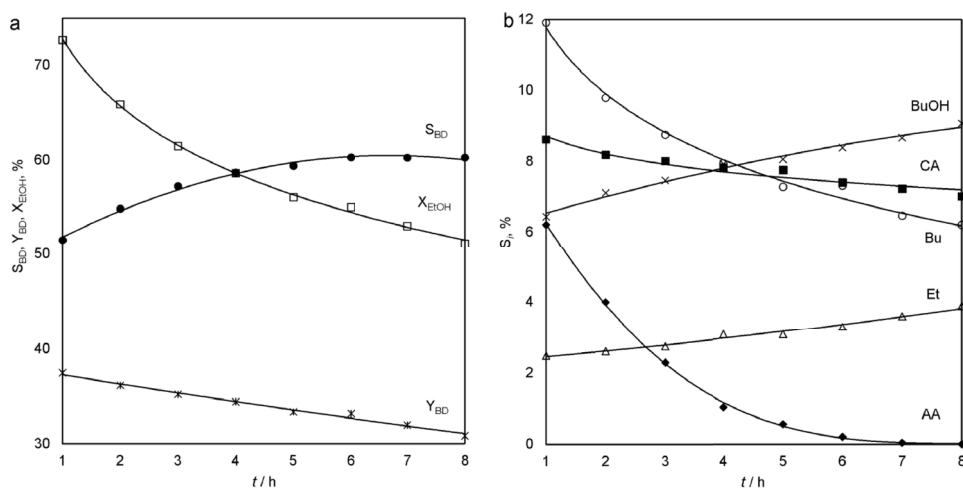 a
70
60
50
40
30
S_BD, Y_BD, X_EtOH, %
S_BD
X_EtOH
Y_BD
1 2 3 4 5 6 7 8
t / h
b
12
10
8
6
4
2
0
S_i, %
BuOH
CA
Bu
Et
AA
1 2 3 4 5 6 7 8
t / h